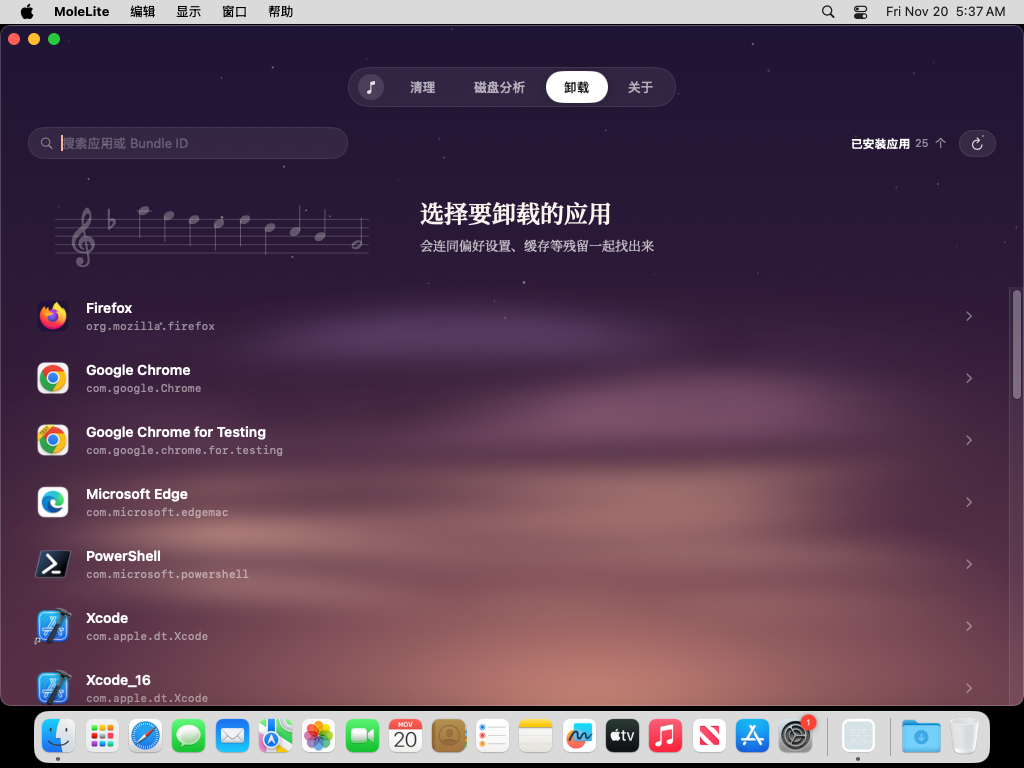 MoleLite 编辑 显示 窗口 帮助 Fri Nov 20 5:37 AM
清理 磁盘分析 卸载 关于
搜索应用或 Bundle ID
已安装应用 25 个
选择要卸载的应用
会连同偏好设置、缓存等残留一起找出来
Firefox
org.mozilla.firefox
Google Chrome
com.google.Chrome
Google Chrome for Testing
com.google.chrome.for.testing
Microsoft Edge
com.microsoft.edgemac
PowerShell
com.microsoft.powershell
Xcode
com.apple.dt.Xcode
Xcode_16
com.apple.dt.Xcode
NOV
20
tv
1